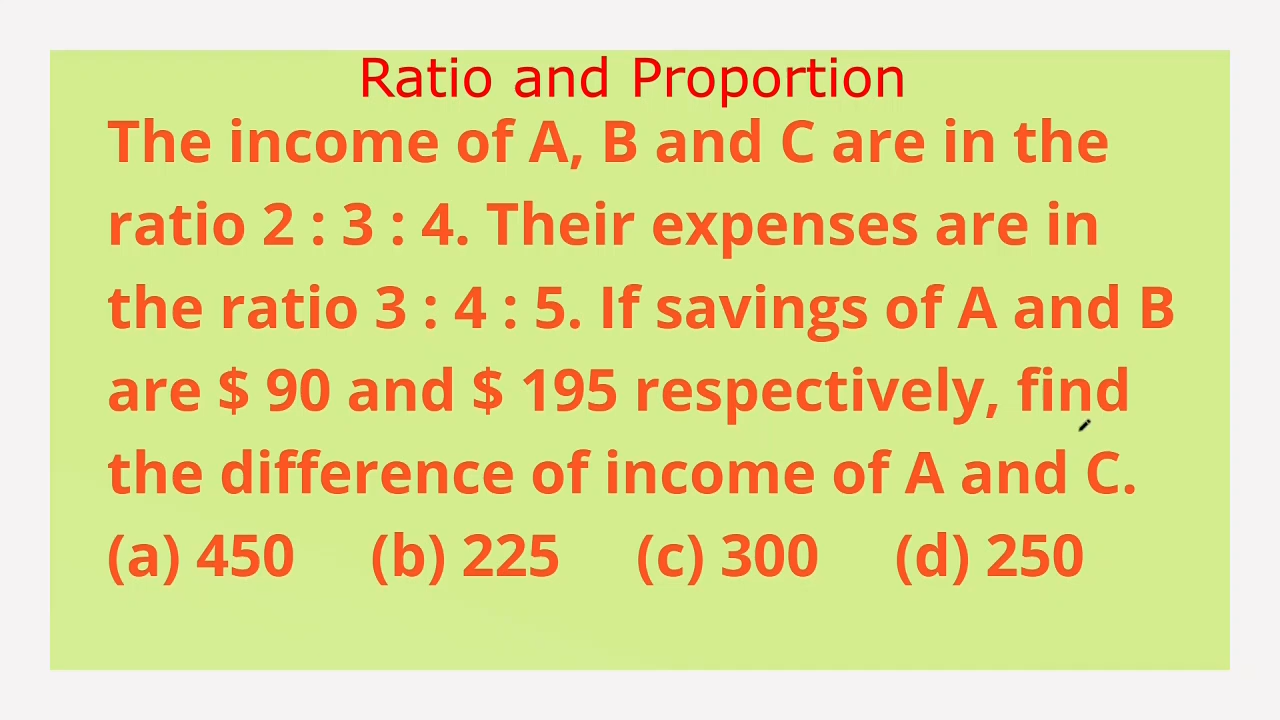 Ratio and Proportion
The income of A, B and C are in the
ratio 2 : 3 : 4. Their expenses are in
the ratio 3 : 4 : 5. If savings of A and B
are $ 90 and $ 195 respectively, find
the difference of income of A and C.
(a) 450 (b) 225 (c) 300 (d) 250